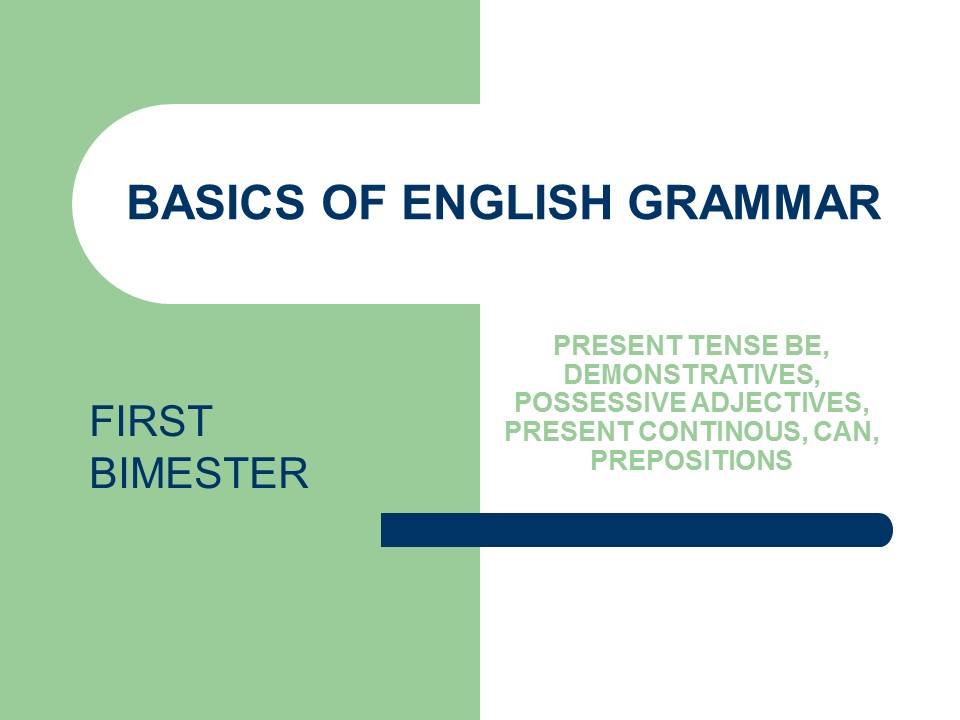 BASICS OF ENGLISH GRAMMAR
FIRST
BIMESTER
PRESENT TENSE BE,
DEMONSTRATIVES,
POSSESSIVE ADJECTIVES,
PRESENT CONTINOUS, CAN,
PREPOSITIONS